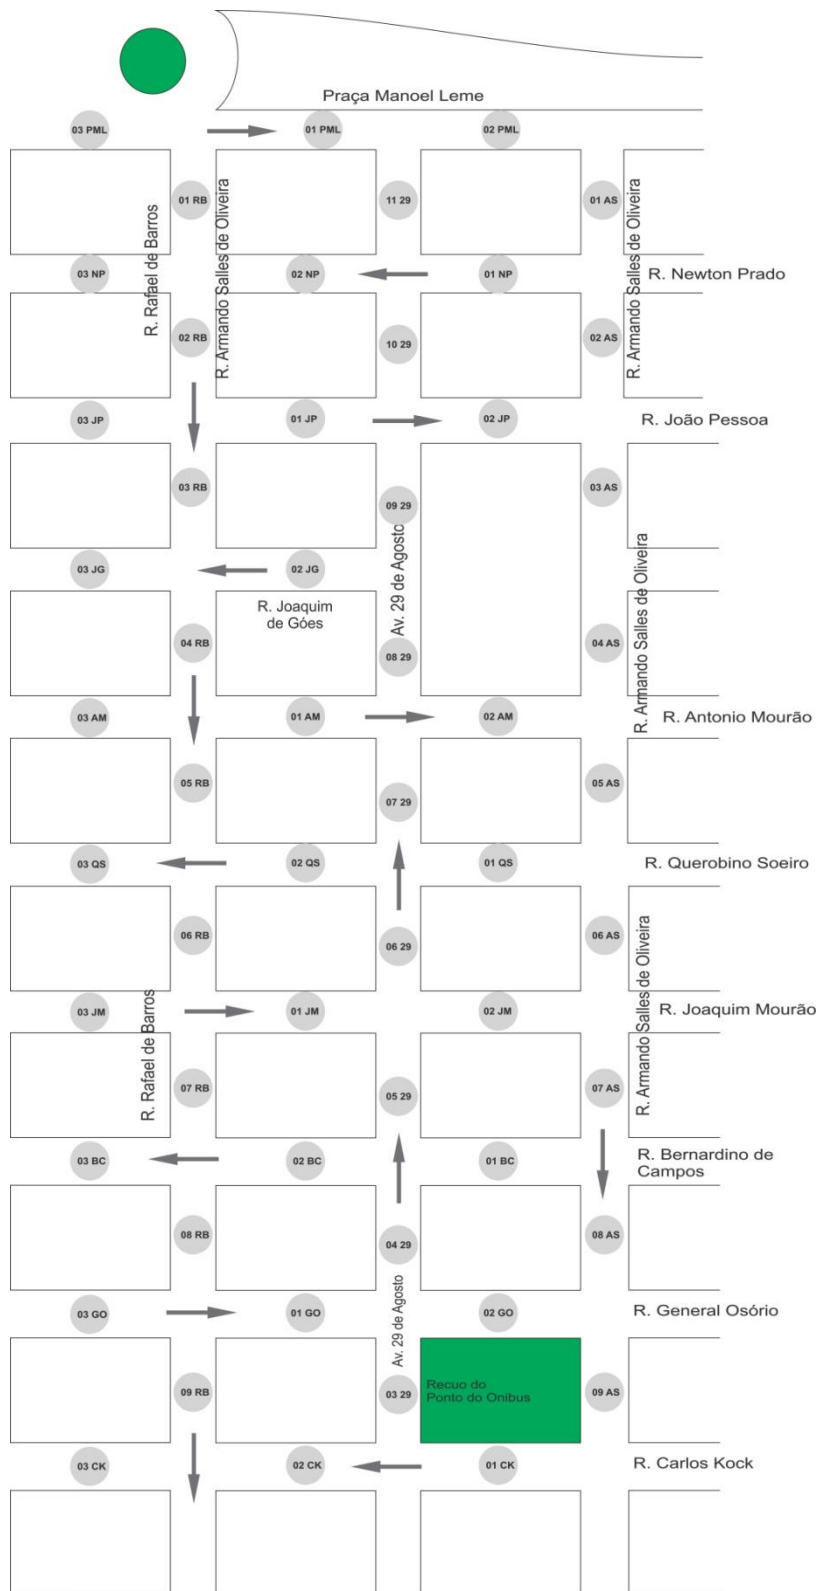 Praça Manoel Leme
03 PML
01 PML
02 PML
01 RB
11 29
01 AS
R. Rafael de Barros
R. Armando Salles de Oliveira
R. Armando Salles de Oliveira
03 NP
02 NP
01 NP
R. Newton Prado
02 RB
10 29
02 AS
03 JP
01 JP
02 JP
R. João Pessoa
03 RB
09 29
03 AS
Av. 29 de Agosto
03 JG
02 JG
R. Joaquim
de Góes
R. Armando Salles de Oliveira
04 RB
08 29
04 AS
03 AM
01 AM
02 AM
R. Antonio Mourão
05 RB
07 29
05 AS
03 QS
02 QS
01 QS
R. Querobino Soeiro
06 RB
06 29
06 AS
R. Armando Salles de Oliveira
03 JM
01 JM
02 JM
R. Joaquim Mourão
R. Rafael de Barros
07 RB
05 29
07 AS
03 BC
02 BC
01 BC
R. Bernardino de
Campos
08 RB
04 29
08 AS
03 GO
01 GO
02 GO
R. General Osório
Av. 29 de Agosto
09 RB
03 29
Recuo do
Ponto do Onibus
09 AS
03 CK
02 CK
01 CK
R. Carlos Kock